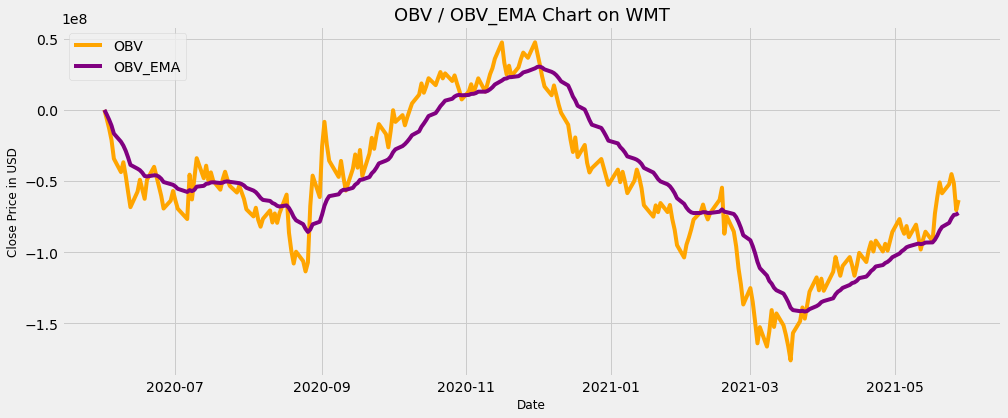 OBV / OBV_EMA Chart on WMT
1e8
OBV
OBV_EMA
0.5
0.0
−0.5
−1.0
−1.5
Close Price in USD
2020-07 2020-09 2020-11 2021-01 2021-03 2021-05
Date